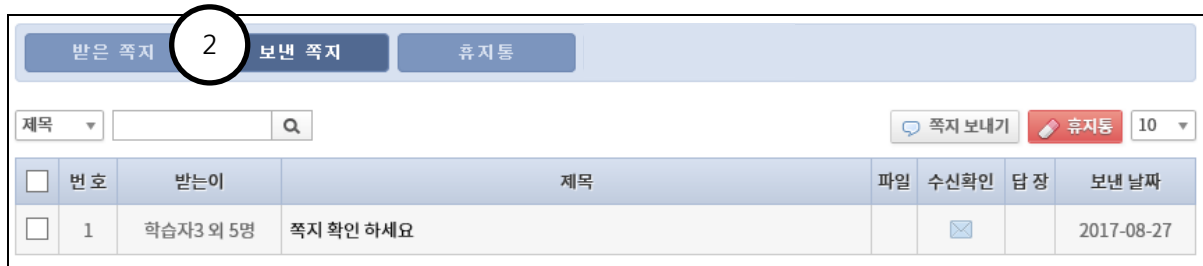 받은 쪽지 2 보낸 쪽지 휴지통
제목 쪽지 보내기 휴지통 10
번호 받는이 제목 파일 수신확인 답장 보낸 날짜
1 학습자3 외 5명 쪽지 확인 하세요 2017-08-27